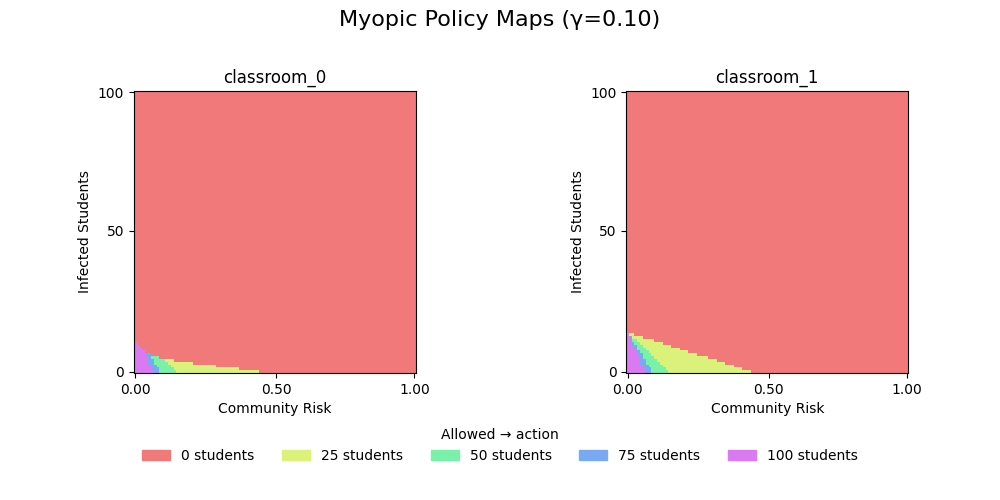 Myopic Policy Maps (γ=0.10)
classroom_0
classroom_1
100
50
0
Infected Students
0.00 0.50 1.00
Community Risk
100
50
0
Infected Students
0.00 0.50 1.00
Community Risk
Allowed → action
0 students 25 students 50 students 75 students 100 students